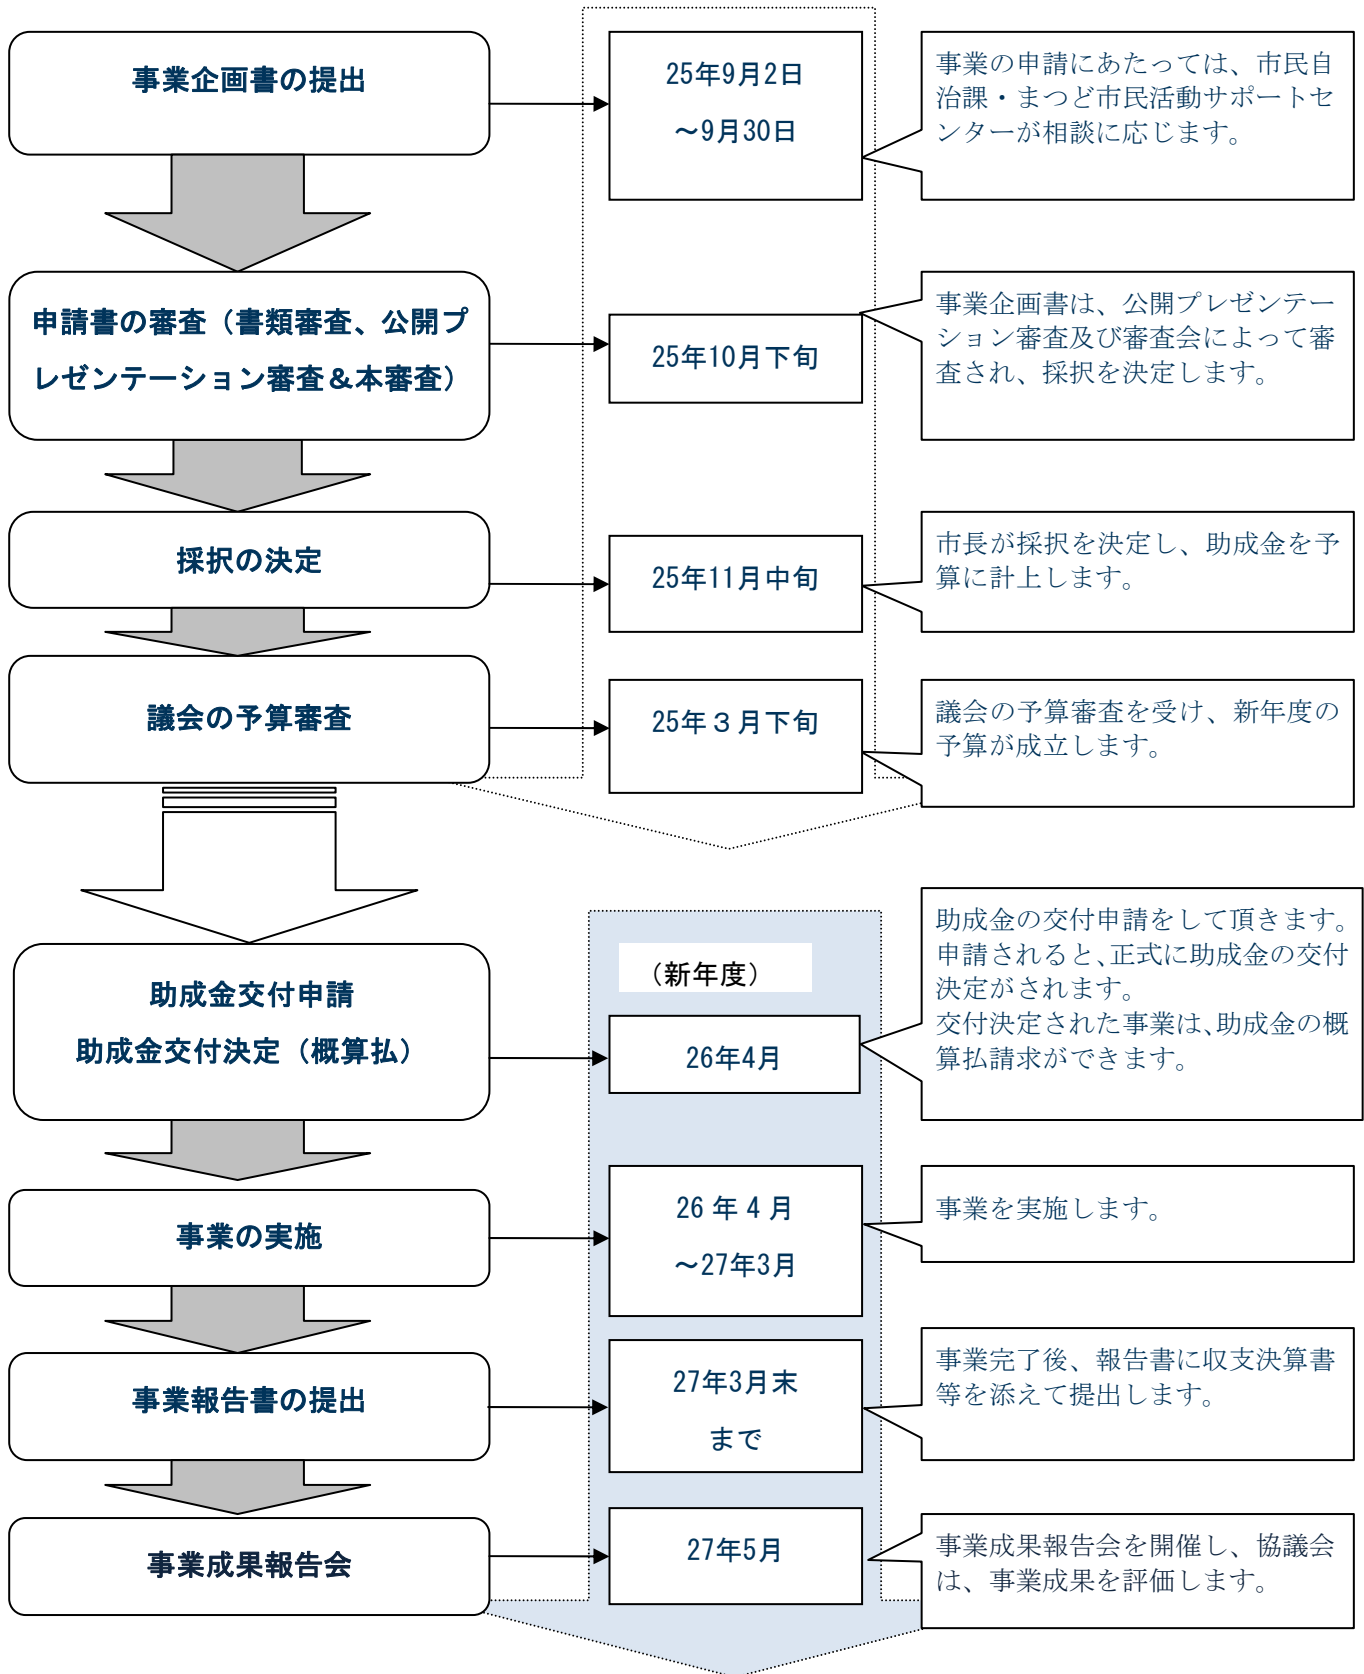 事業企画書の提出
25年9月2日
～9月30日
事業の申請にあたっては、市民自
治課・まつど市民活動サポートセ
ンターが相談に応じます。
申請書の審査（書類審査、公開プ
レゼンテーション審査＆本審査）
25年10月下旬
事業企画書は、公開プレゼンテー
ション審査及び審査会によって審
査され、採択を決定します。
採択の決定
25年11月中旬
市長が採択を決定し、助成金を予
算に計上します。
議会の予算審査
25年３月下旬
議会の予算審査を受け、新年度の
予算が成立します。
助成金交付申請
助成金交付決定（概算払）
（新年度）
26年4月
助成金の交付申請をして頂きます。
申請されると、正式に助成金の交付
決定がされます。
交付決定された事業は、助成金の概
算払請求ができます。
事業の実施
26年4月
～27年3月
事業を実施します。
事業報告書の提出
27年3月末
まで
事業完了後、報告書に収支決算書
等を添えて提出します。
事業成果報告会
27年5月
事業成果報告会を開催し、協議会
は、事業成果を評価します。